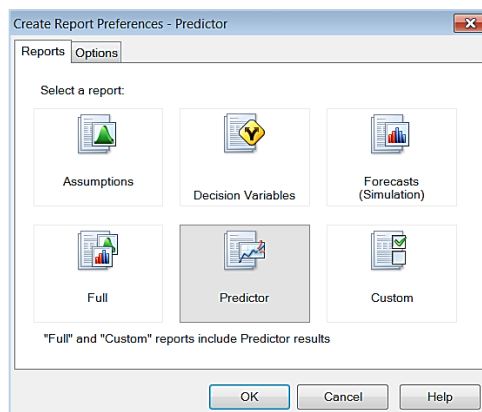 Create Report Preferences - Predictor
Reports Options
Select a report:
Assumptions
Decision Variables
Forecasts
(Simulation)
Full
Predictor
Custom
"Full" and "Custom" reports include Predictor results
OK Cancel Help